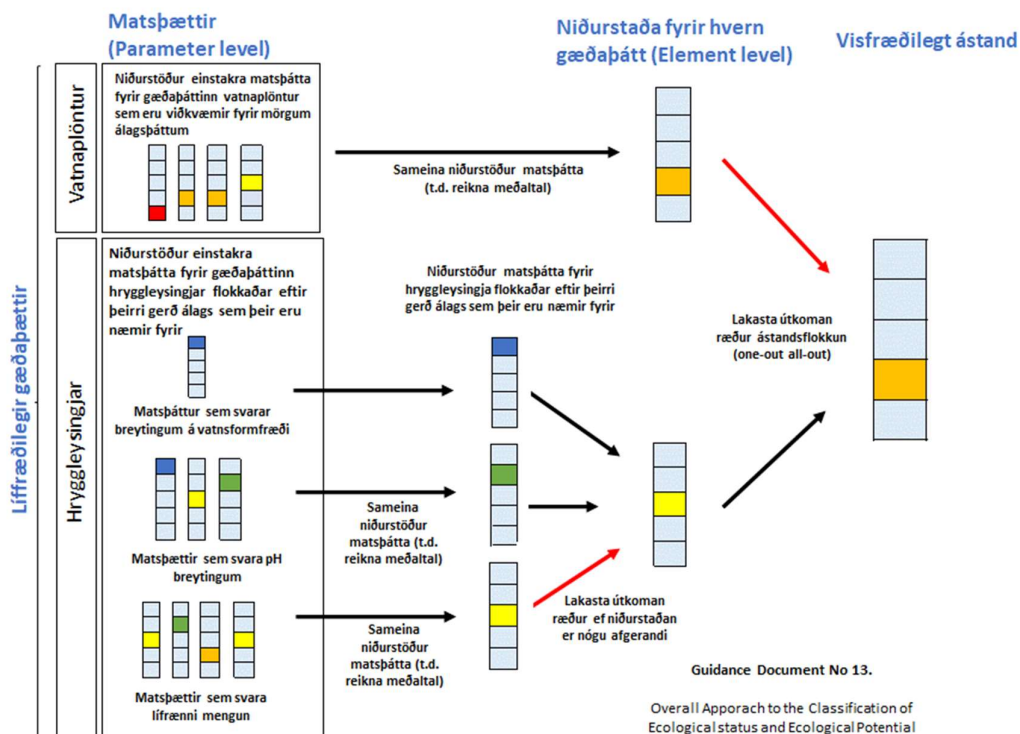 Matsþættir
(Parameter level)
Niðurstaða fyrir hvern
gæðaþátt (Element level)
Visfræðilegt ástand
Líffræðilegir gæðaþættir
Vatnaplöntur
Niðurstöður einstakra matsþátta
fyrir gæðaþáttinn vatnaplöntur
sem eru viðkvæmir fyrir mörgum
álagsþáttum
Sameina niðurstöður matsþátta
(t.d. reikna meðaltal)
Hryggleysingjar
Niðurstöður einstakra
matsþátta fyrir gæðaþáttinn
hryggleysingjar flokkaðar eftir
þeirri gerð álags sem þeir eru
næmir fyrir
Niðurstöður matsþátta fyrir
hryggleysingja flokkaðar eftir
þeirri gerð álags sem þeir eru
næmir fyrir
Lakasta útkoman
ræður ástandsflokkun
(one-out all-out)
Matsþáttur sem svarar
breytingum á vatnsformfræði
Sameina
niðurstöður
matsþátta (t.d.
reikna meðaltal)
Matsþættir sem svara pH
breytingum
Lakasta útkoman
ræður ef niðurstaðan
er nógu afgerandi
Sameina
niðurstöður
matsþátta (t.d.
reikna meðaltal)
Matsþættir sem svara
lífrænni mengun
Guidance Document No 13.
Overall Apporach to the Classification of
Ecological status and Ecological Potential